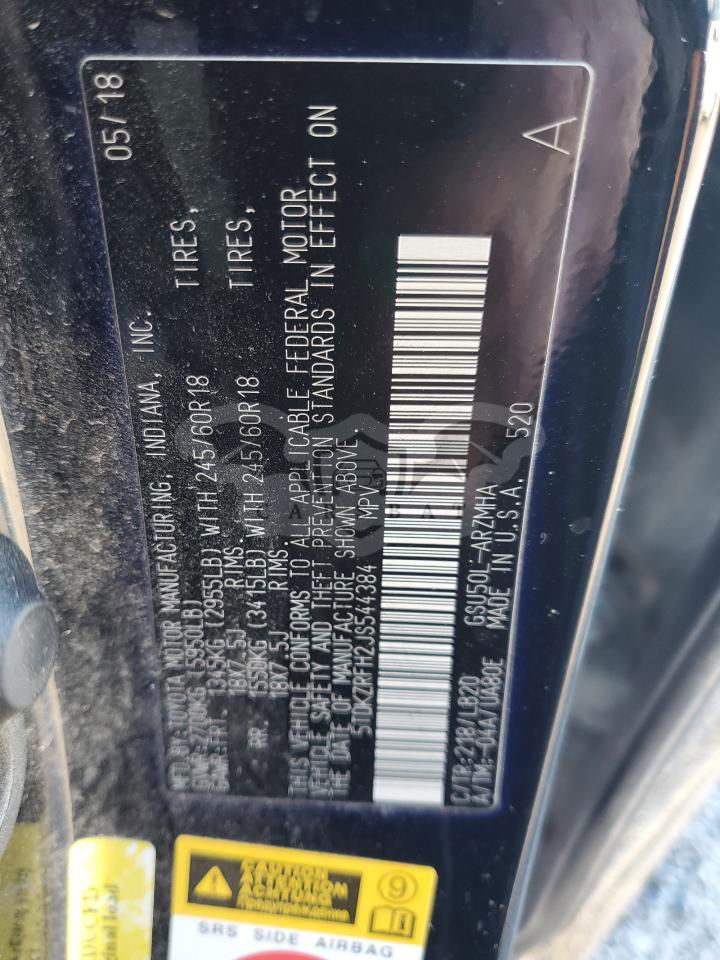 05/18
MFD.BY:TOYOTA MOTOR MANUFACTURING, INDIANA, INC.
GVWR:2700KG (5950LB)
GAWR:FRT. 1345KG (2955LB) WITH 245/60R18 TIRES,
18X7.5J RIMS
RR. 1550KG (3415LB) WITH 245/60R18 TIRES,
18X7.5J RIMS
THIS VEHICLE CONFORMS TO ALL APPLICABLE FEDERAL MOTOR
VEHICLE SAFETY AND THEFT PREVENTION STANDARDS IN EFFECT ON
THE DATE OF MANUFACTURE SHOWN ABOVE.
5TDKZRFH2JS544384 MPV
C/TR:218/LB20 GSU50L-ARZMHA
A/TM:-04A/UA80E MADE IN U.S.A. 520
A
CAUTION
ATTENTION
Предупреждение
9
SRS SIDE AIRBAG